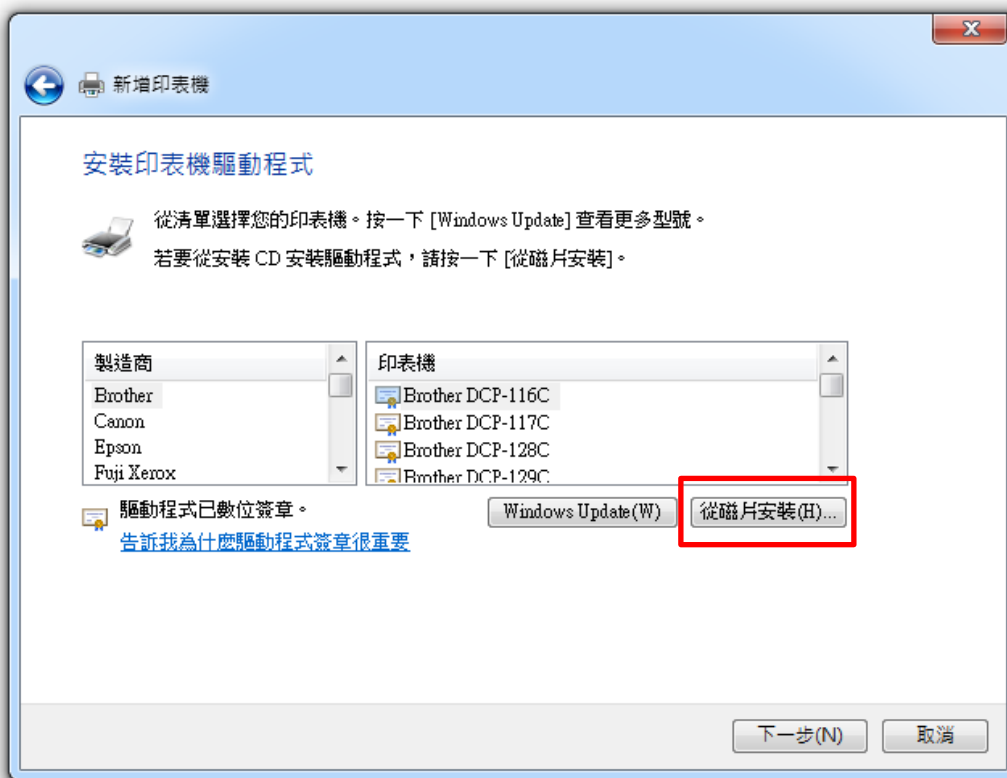 新增印表機
安裝印表機驅動程式
從清單選擇您的印表機。按一下 [Windows Update] 查看更多型號。
若要從安裝 CD 安裝驅動程式，請按一下 [從磁片安裝]。
製造商
Brother
Canon
Epson
Fuji Xerox
印表機
Brother DCP-116C
Brother DCP-117C
Brother DCP-128C
Brother DCP-129C
驅動程式已數位簽章。
告訴我為什麼驅動程式簽章很重要
Windows Update(W)
從磁片安裝(H)...
下一步(N)
取消